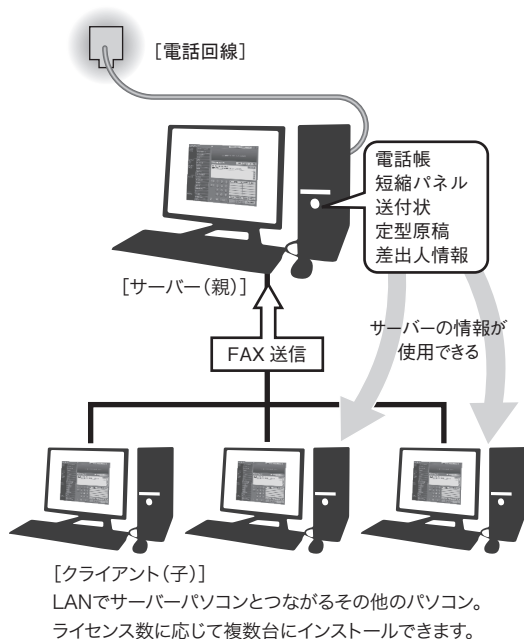 [電話回線]
電話帳
短縮パネル
送付状
定型原稿
差出人情報
[サーバー（親）]
サーバーの情報が
使用できる
FAX 送信
[クライアント（子）]
LANでサーバーパソコンとつながるその他のパソコン。
ライセンス数に応じて複数台にインストールできます。